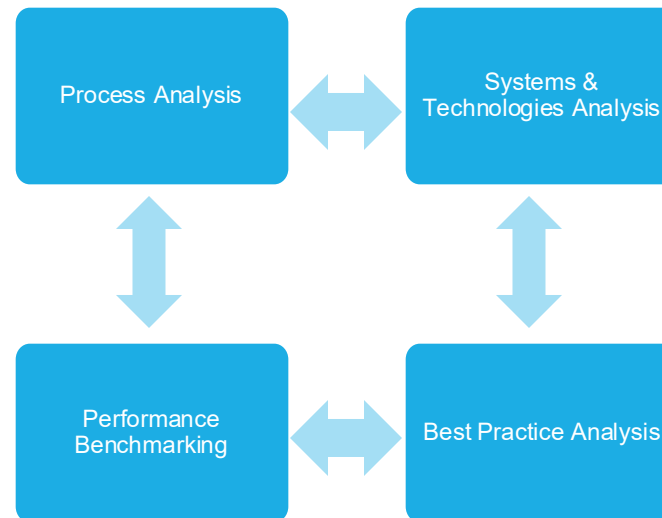 Process Analysis
Systems &
Technologies Analysis
Performance
Benchmarking
Best Practice Analysis